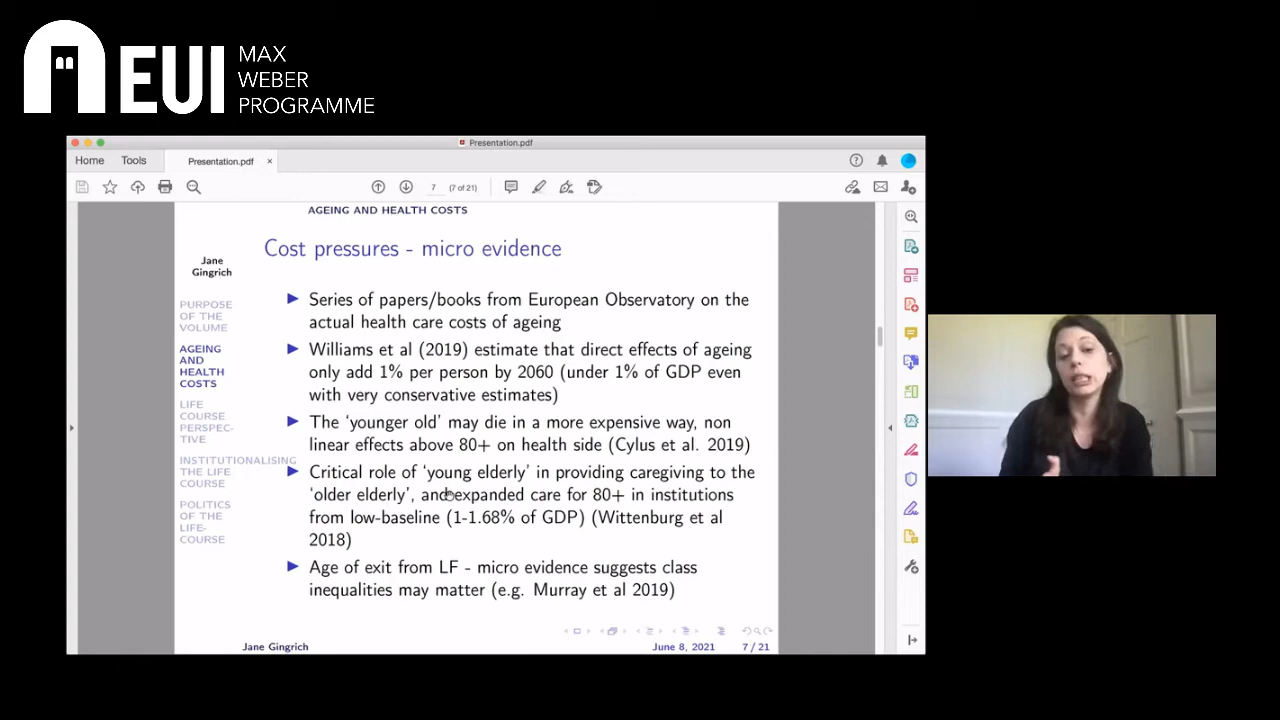 EUI
MAX
WEBER
PROGRAMME
Presentation.pdf
Home Tools Presentation.pdf ×
7 (7 of 21)
AGEING AND HEALTH COSTS
Cost pressures - micro evidence
Jane
Gingrich
PURPOSE
OF THE
VOLUME
AGEING
AND
HEALTH
COSTS
LIFE
COURSE
PERSPEC-
TIVE
INSTITUTIONALISING
THE LIFE
COURSE
POLITICS
OF THE
LIFE-
COURSE
Series of papers/books from European Observatory on the
actual health care costs of ageing
Williams et al (2019) estimate that direct effects of ageing
only add 1% per person by 2060 (under 1% of GDP even
with very conservative estimates)
The ‘younger old’ may die in a more expensive way, non
linear effects above 80+ on health side (Cylus et al. 2019)
Critical role of ‘young elderly’ in providing caregiving to the
‘older elderly’, and expanded care for 80+ in institutions
from low-baseline (1-1.68% of GDP) (Wittenburg et al
2018)
Age of exit from LF - micro evidence suggests class
inequalities may matter (e.g. Murray et al 2019)
Jane Gingrich June 8, 2021 7 / 21